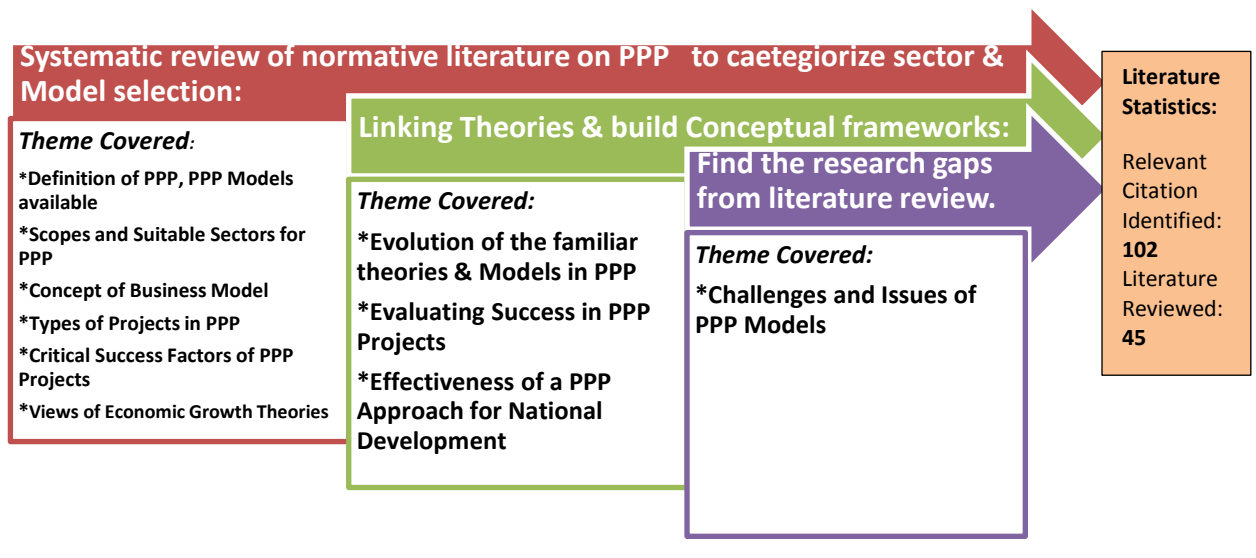 Systematic review of normative literature on PPP to caetegiorize sector &
Model selection:
Theme Covered:
*Definition of PPP, PPP Models
available
*Scopes and Suitable Sectors for
PPP
*Concept of Business Model
*Types of Projects in PPP
*Critical Success Factors of PPP
Projects
*Views of Economic Growth Theories
Linking Theories & build Conceptual frameworks:
Theme Covered:
*Evolution of the familiar
theories & Models in PPP
*Evaluating Success in PPP
Projects
*Effectiveness of a PPP
Approach for National
Development
Find the research gaps
from literature review.
Theme Covered:
*Challenges and Issues of
PPP Models
Literature
Statistics:
Relevant
Citation
Identified:
102
Literature
Reviewed:
45